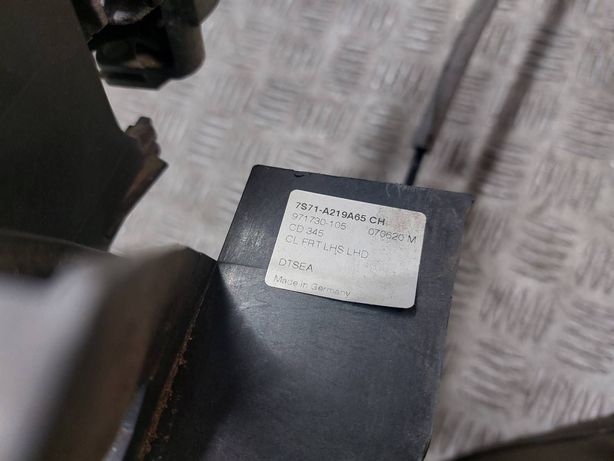 7S71-A219A65 CH
971730-105 070620 M
CD 345
CL FRT LHS LHD
DTSEA
Made in Germany